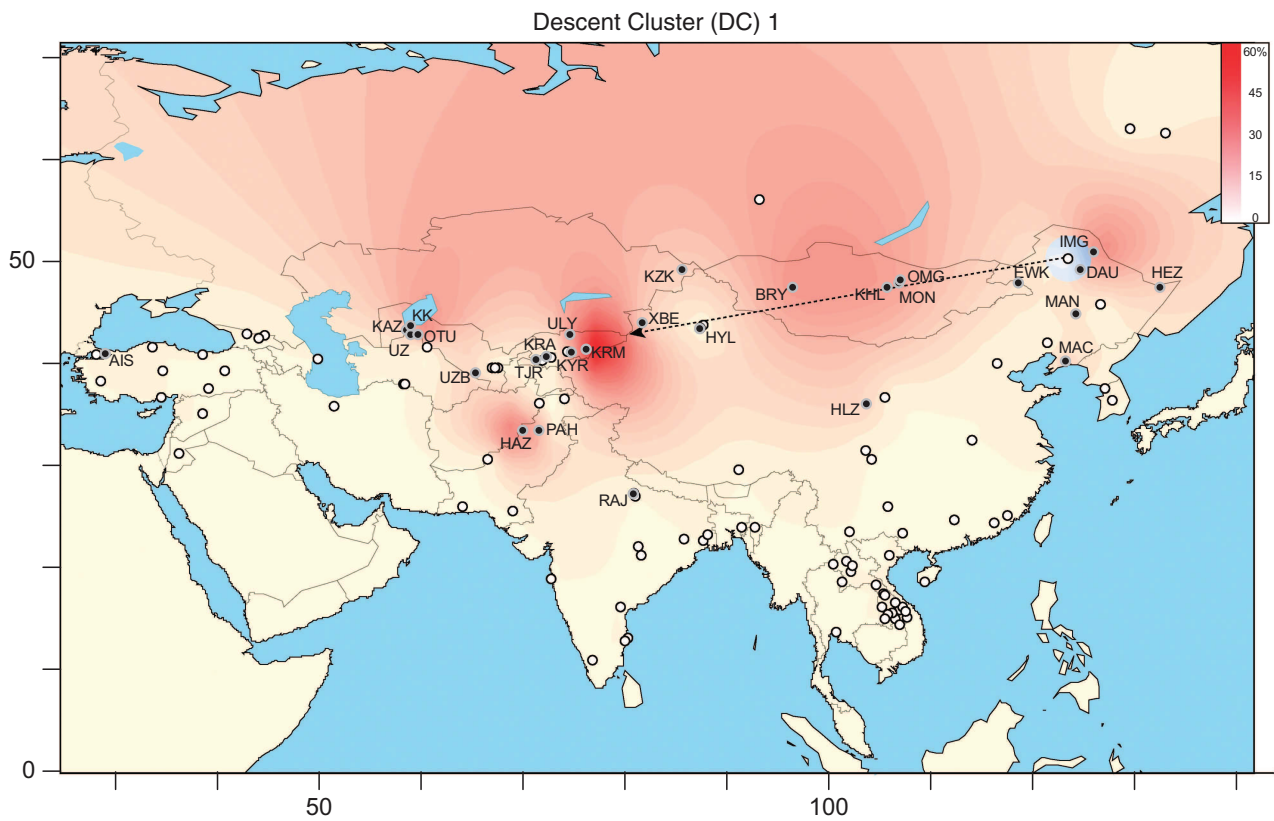 Descent Cluster (DC) 1
60%
45
30
15
0
50
0
50
100
IMG
EWK
DAU
HEZ
KZK
OMG
BRY
KHL
MON
MAN
KK
KAZ
OTU
UZ
ULY
XBE
HYL
AIS
KRA
KRM
KYR
TJR
UZB
MAC
HLZ
HAZ
PAH
RAJ